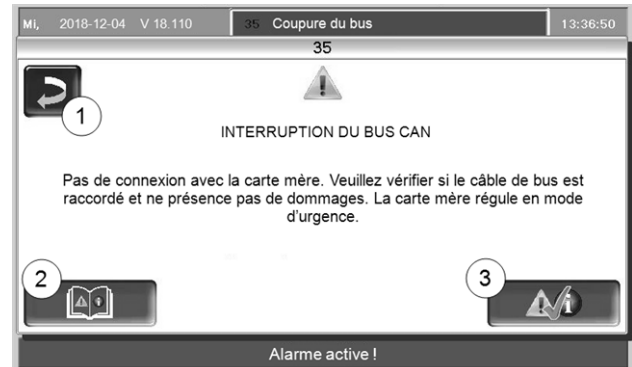 Mi, 2018-12-04 V 18.110 35 Coupure du bus 13:36:50
35
1
INTERRUPTION DU BUS CAN
Pas de connexion avec la carte mère. Veuillez vérifier si le câble de bus est
raccordé et ne présence pas de dommages. La carte mère régule en mode
d'urgence.
2
3
Alarme active !